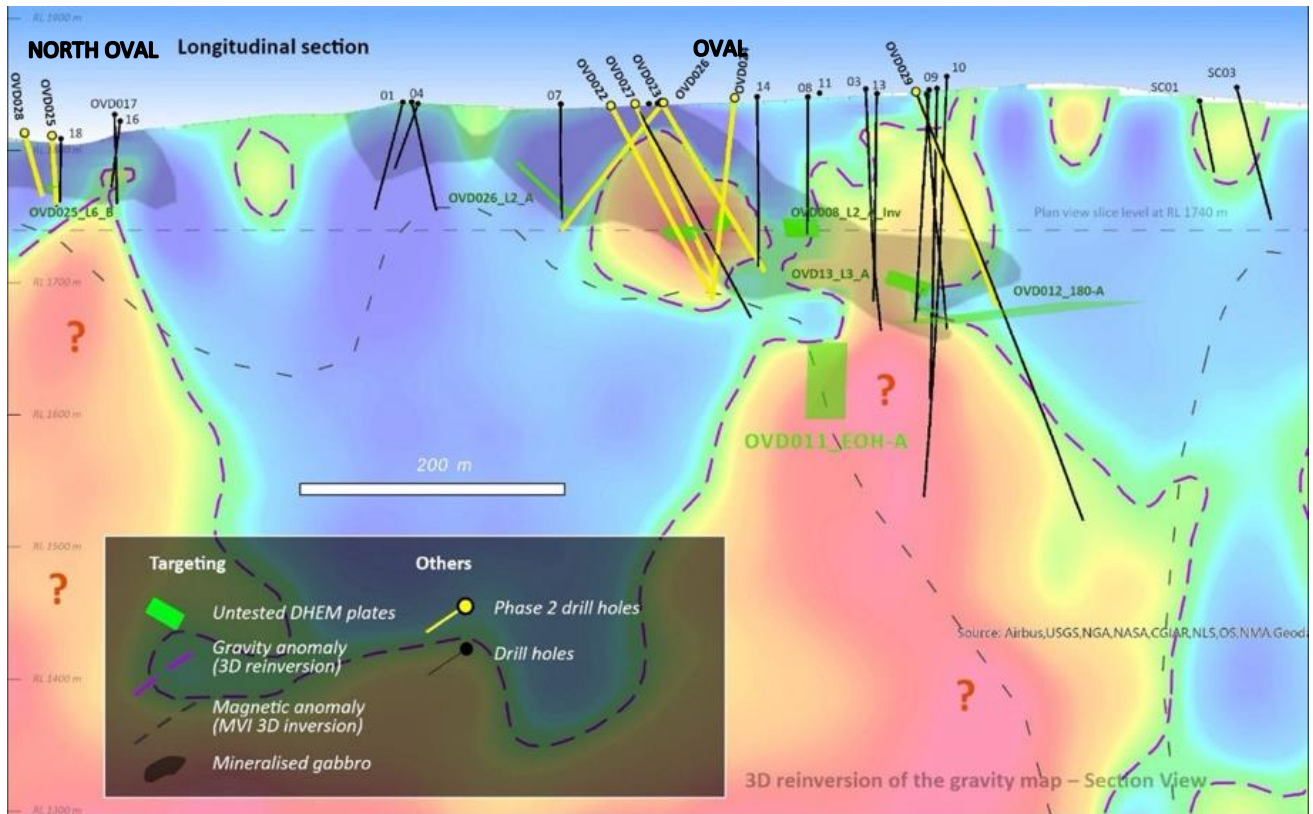 RL 1800 m
NORTH OVAL
Longitudinal section
OVAL
OVD028
OVD025
18
OVD017
16
01
04
07
OVD022
OVD027
OVD023
OVD026
14
08
11
03
13
OVD029
09
10
SC01
SC03
OVD025_L6_B
OVD026_L2_A
OVD008_L2_A_Inv
Plan view slice level at RL 1740 m
OVD13_L3_A
OVD012_180-A
RL 1700 m
?
?
RL 1600 m
OVD011_EOH-A
200 m
RL 1500 m
?
Targeting
Others
Untested DHEM plates
Phase 2 drill holes
Gravity anomaly
(3D reinversion)
Drill holes
Magnetic anomaly
(MVI 3D inversion)
Mineralised gabbro
Source: Airbus,USGS,NGA,NASA,CGIAR,NLS,OS,NMA,Geoda
RL 1400 m
?
3D reinversion of the gravity map – Section View
RL 1300 m